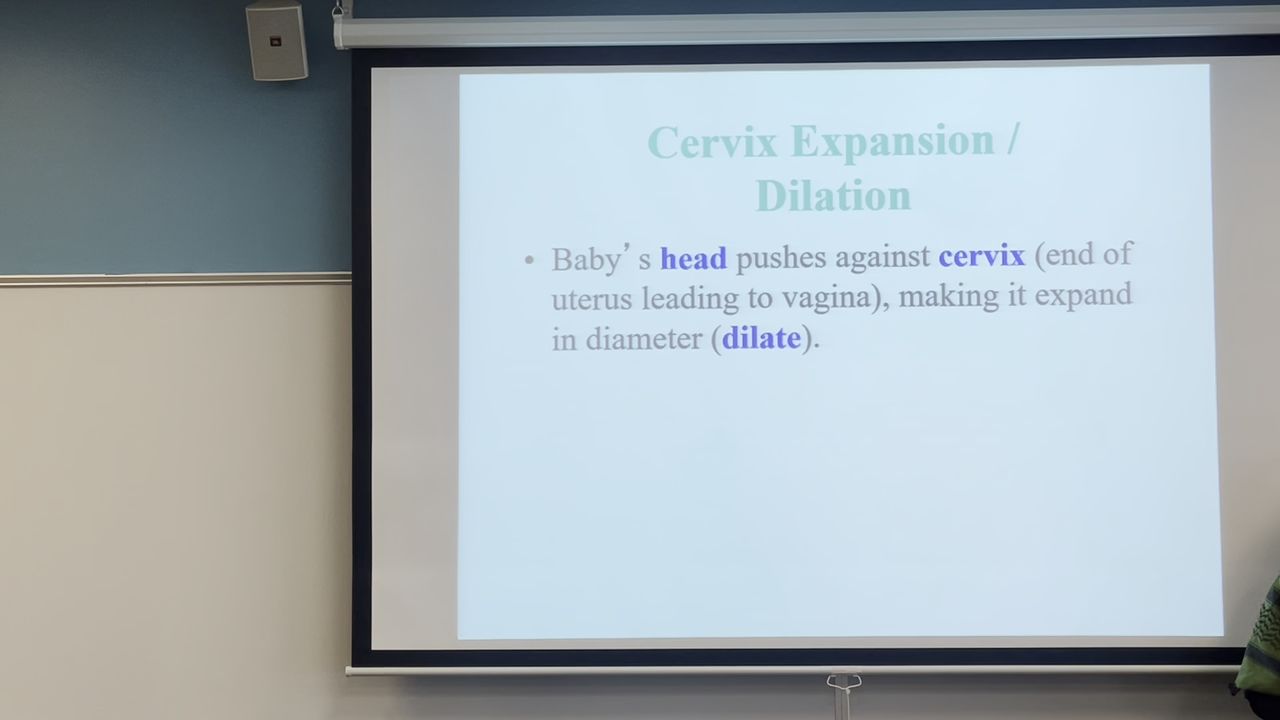 Cervix Expansion /
Dilation
• Baby’s head pushes against cervix (end of
uterus leading to vagina), making it expand
in diameter (dilate).